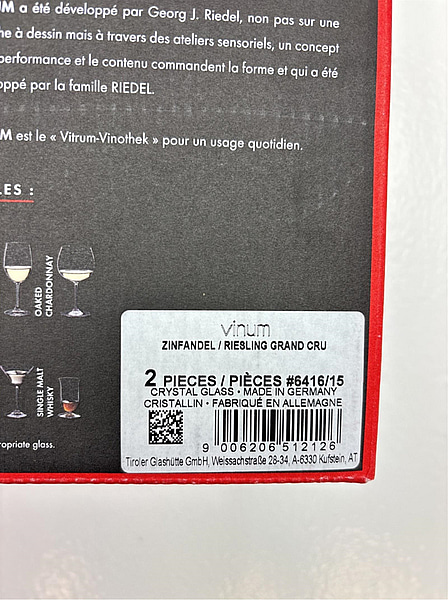 M a été développé par Georg J. Riedel, non pas sur une
ne à dessin mais à travers des ateliers sensoriels, un concept
performance et le contenu commandent la forme et qui a été
oppé par la famille RIEDEL.
M est le « Vitrum-Vinothek » pour un usage quotidien.
LES :
OAKED
CHARDONNAY
SINGLE MALT
WHISKY
propriate glass.
vinum
ZINFANDEL / RIESLING GRAND CRU
2 PIECES / PIÈCES #6416/15
CRYSTAL GLASS • MADE IN GERMANY
CRISTALLIN • FABRIQUÉ EN ALLEMAGNE
9 006206 512126
Tiroler Glashütte GmbH, Weissachstraße 28-34, A-6330 Kufstein, AT